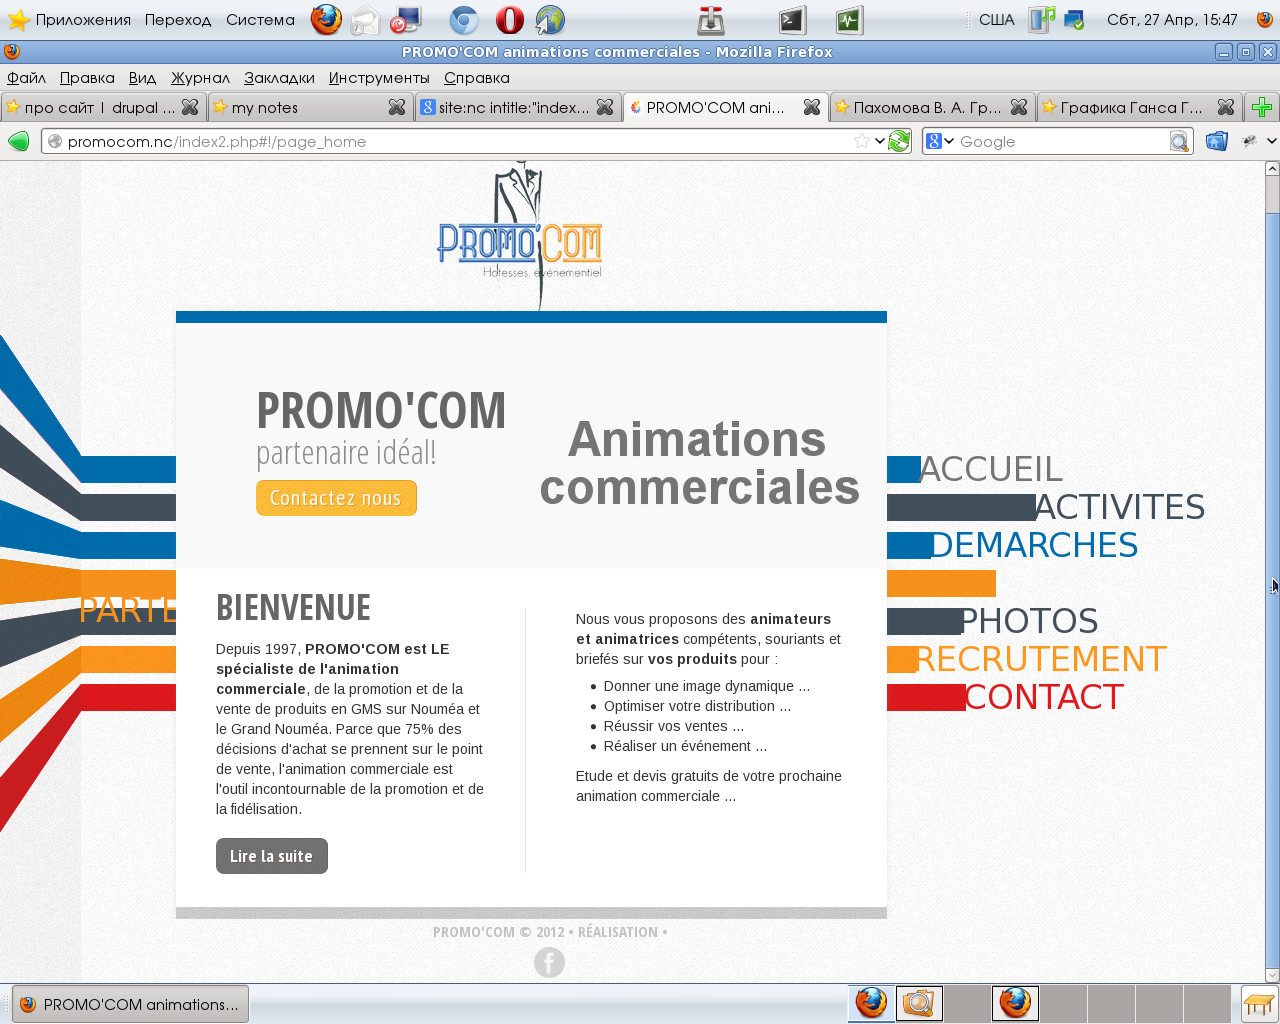 Приложения Переход Система США Сбт, 27 Апр, 15:47
PROMO'COM animations commerciales - Mozilla Firefox
Файл Правка Вид Журнал Закладки Инструменты Справка
про сайт | drupal ... my notes site:nc intitle:"index... PROMO'COM ani... Пахомова В. А. Гр... Графика Ганса Г...
promocom.nc/index2.php#!/page_home Google
PROMO'COM
Hotesses, evénementiel
PROMO'COM
partenaire idéal!
Contactez nous
Animations
commerciales
ACCUEIL
ACTIVITES
DEMARCHES
PARTE
PHOTOS
RECRUTEMENT
CONTACT
BIENVENUE
Depuis 1997, PROMO'COM est LE
spécialiste de l'animation
commerciale, de la promotion et de la
vente de produits en GMS sur Nouméa et
le Grand Nouméa. Parce que 75% des
décisions d'achat se prennent sur le point
de vente, l'animation commerciale est
l'outil incontournable de la promotion et de
la fidélisation.
Lire la suite
Nous vous proposons des animateurs
et animatrices compétents, souriants et
briefés sur vos produits pour :
• Donner une image dynamique ...
• Optimiser votre distribution ...
• Réussir vos ventes ...
• Réaliser un événement ...
Etude et devis gratuits de votre prochaine
animation commerciale ...
PROMO'COM © 2012 • RÉALISATION •
PROMO'COM animations...